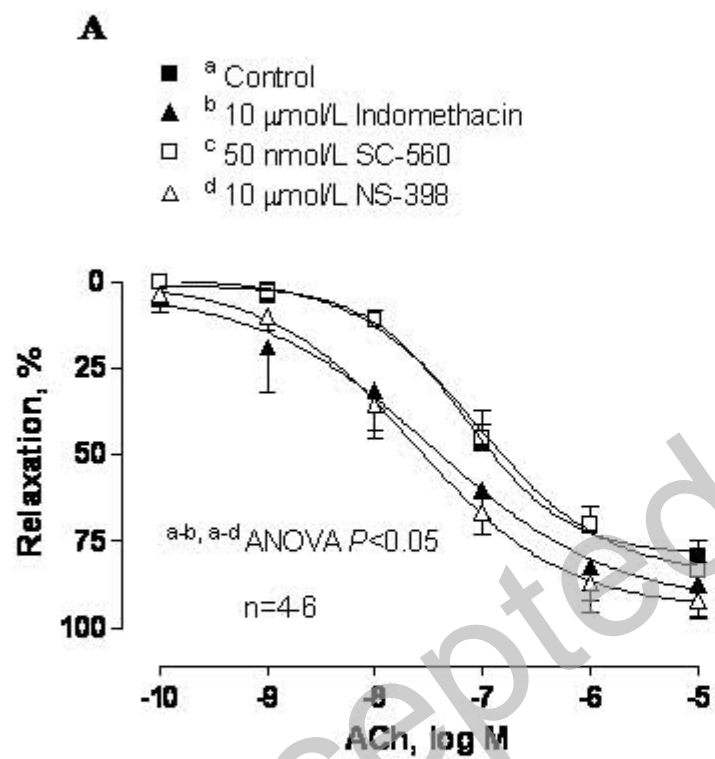 A
a Control
b 10 μmol/L Indomethacin
c 50 nmol/L SC-560
d 10 μmol/L NS-398
0
25
50
75
100
Relaxation, %
a-b, a-d ANOVA P<0.05
n=4-6
-10 -9 -8 -7 -6 -5
ACh, log M
cepted